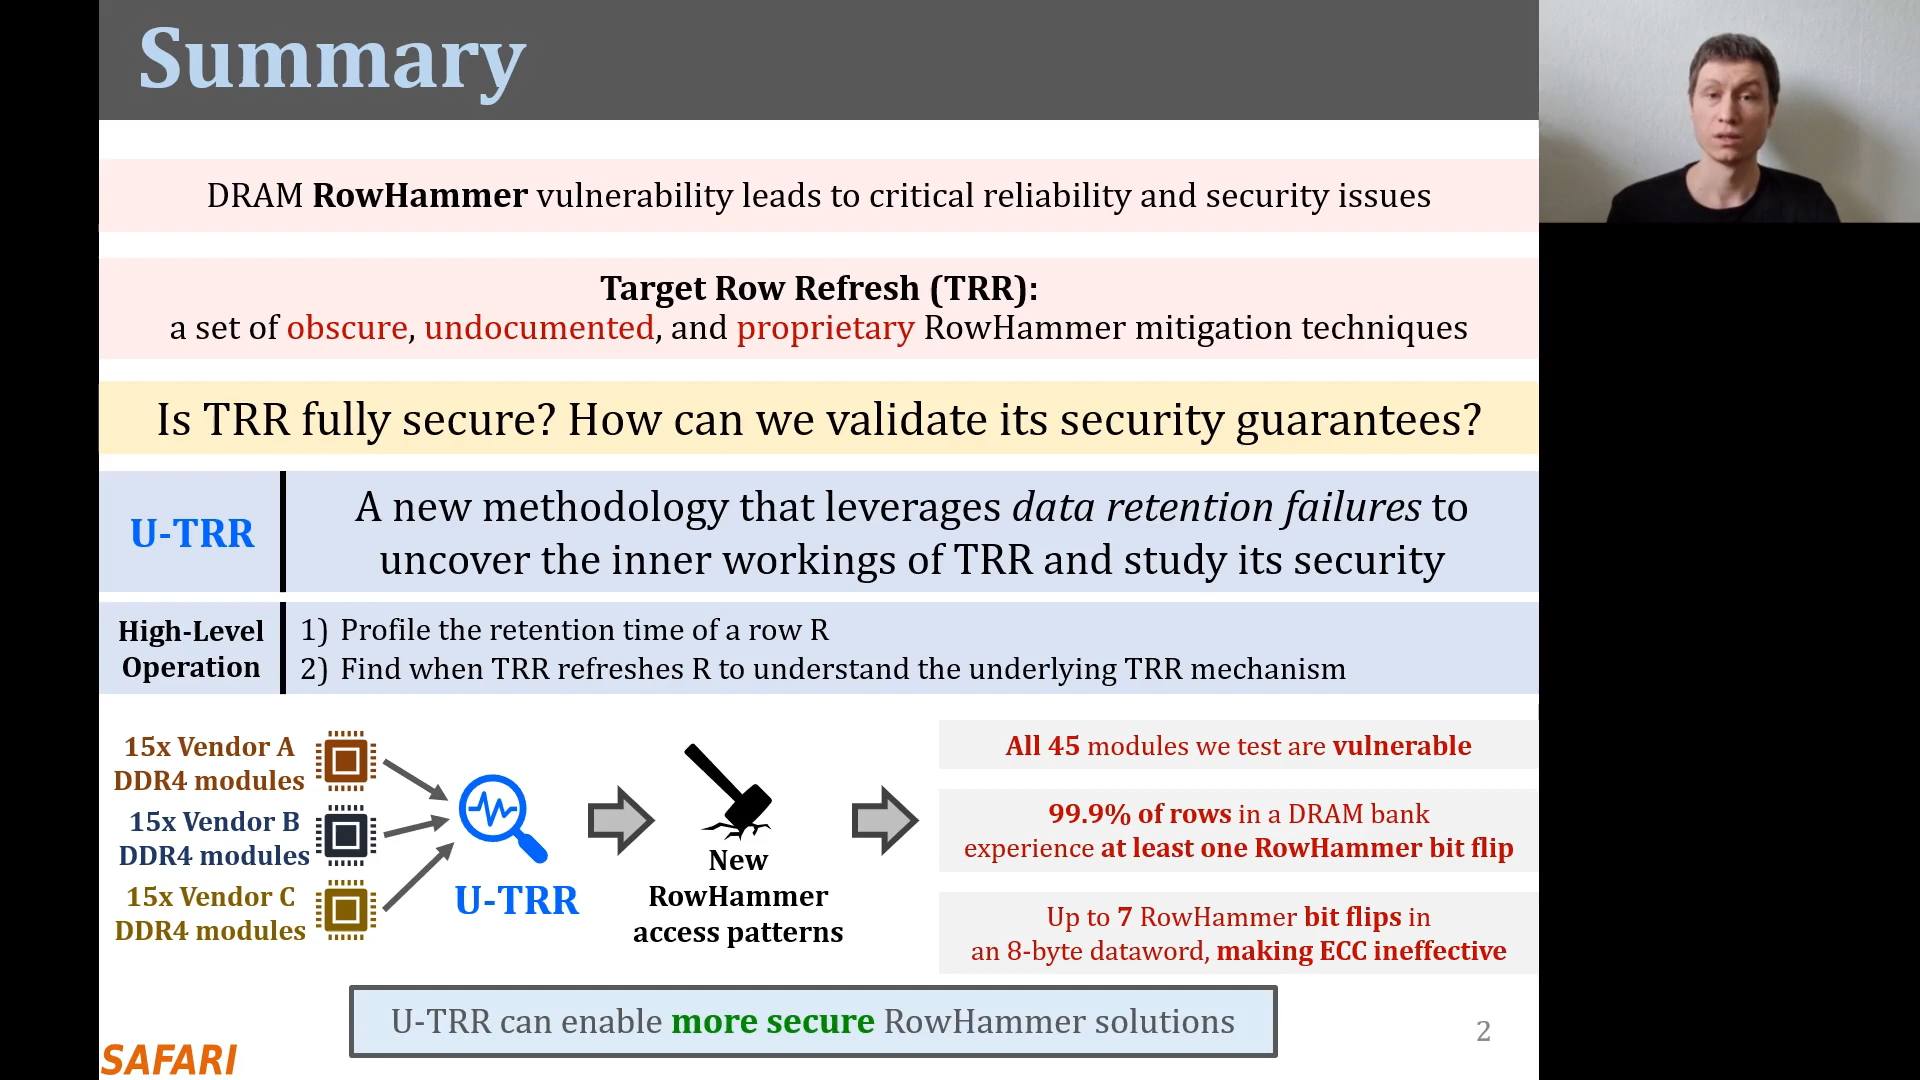 Summary
DRAM RowHammer vulnerability leads to critical reliability and security issues
Target Row Refresh (TRR):
a set of obscure, undocumented, and proprietary RowHammer mitigation techniques
Is TRR fully secure? How can we validate its security guarantees?
U-TRR
A new methodology that leverages data retention failures to
uncover the inner workings of TRR and study its security
High-Level
Operation
1) Profile the retention time of a row R
2) Find when TRR refreshes R to understand the underlying TRR mechanism
15x Vendor A
DDR4 modules
15x Vendor B
DDR4 modules
15x Vendor C
DDR4 modules
U-TRR
New
RowHammer
access patterns
All 45 modules we test are vulnerable
99.9% of rows in a DRAM bank
experience at least one RowHammer bit flip
Up to 7 RowHammer bit flips in
an 8-byte dataword, making ECC ineffective
U-TRR can enable more secure RowHammer solutions
SAFARI
2